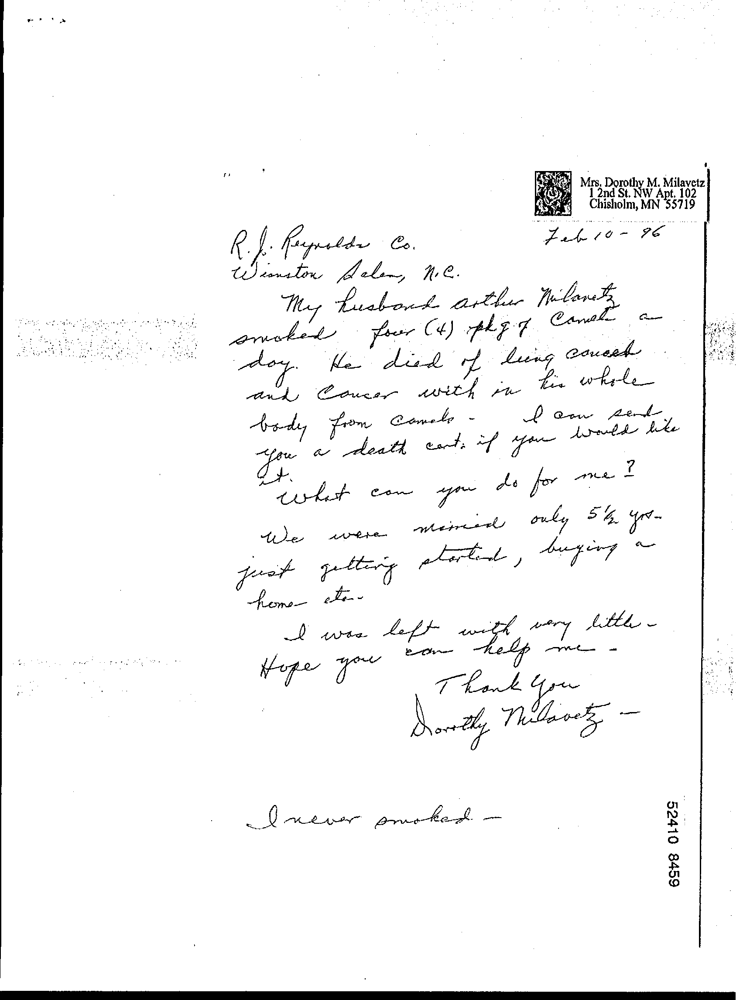 Mrs. Dorothy M. Milavetz
1 2nd St. NW Apt. 102
Chisholm, MN 55719
Feb 10 - 96
R. J. Reynolds Co.
Winston Salem, N.C.
My husband Arthur Milavetz
smoked four (4) pkg of Camels a
day. He died of lung cancer
and Cancer with in his whole
body from Camels - I can send
you a death cert. if you would like
it.
What can you do for me?
We were married only 5 1/2 yrs-
just getting started, buying a
home etc-
I was left with very little-
Hope you can help me -
Thank You
Dorothy Milavetz -
I never smoked -
52410 8459